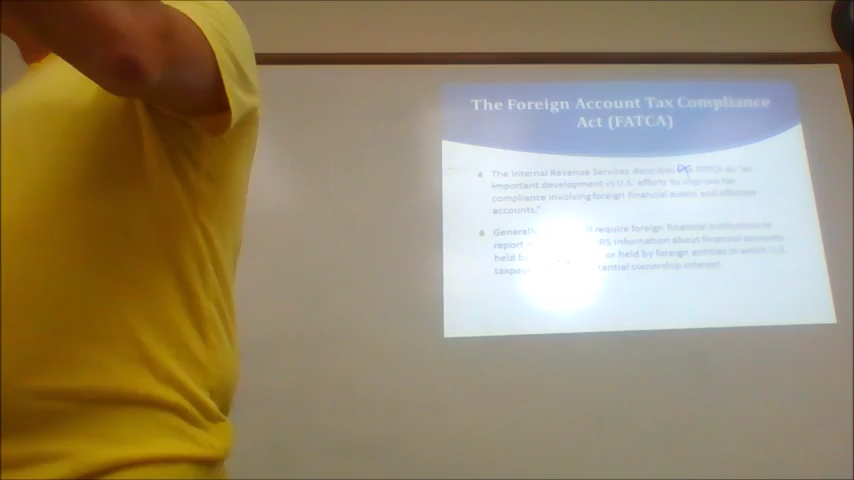 The Foreign Account Tax Compliance
Act (FATCA)
The Internal Revenue Services describes FATCA as "an
important development in U.S. efforts to improve tax
compliance involving foreign financial assets and offshore
accounts."
require foreign financial institutions to
report IRS information about financial accounts
held or held by foreign entities in which U.S.
ownership interest.